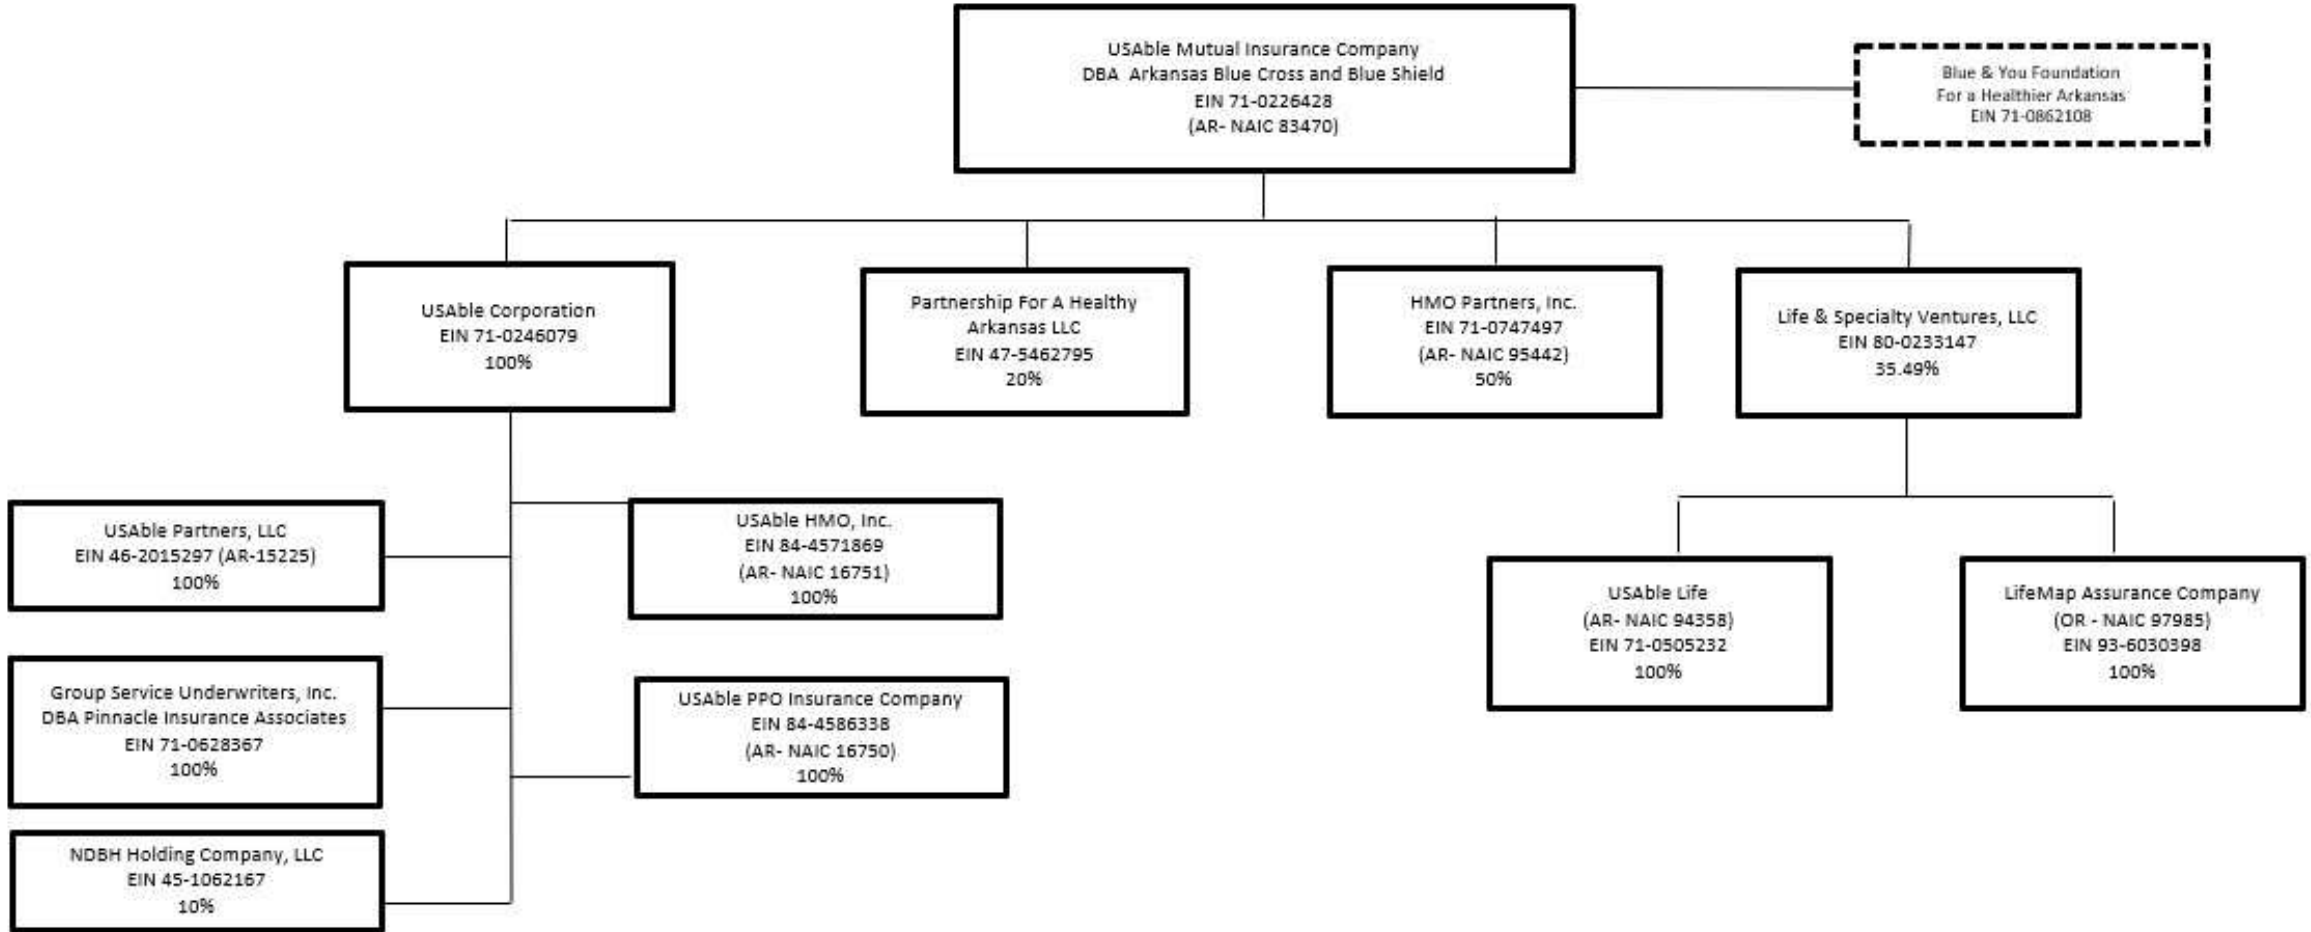 USAble Mutual Insurance Company
DBA Arkansas Blue Cross and Blue Shield
EIN 71-0226428
(AR- NAIC 83470)
Blue & You Foundation
For a Healthier Arkansas
EIN 71-0862108
USAble Corporation
EIN 71-0246079
100%
Partnership For A Healthy
Arkansas LLC
EIN 47-5462795
20%
HMO Partners, Inc.
EIN 71-0747497
(AR- NAIC 95442)
50%
Life & Specialty Ventures, LLC
EIN 80-0233147
35.49%
USAble Partners, LLC
EIN 46-2015297 (AR-15225)
100%
USAble HMO, Inc.
EIN 84-4571869
(AR- NAIC 16751)
100%
USAble Life
(AR- NAIC 94358)
EIN 71-0505232
100%
LifeMap Assurance Company
(OR - NAIC 97985)
EIN 93-6030398
100%
Group Service Underwriters, Inc.
DBA Pinnacle Insurance Associates
EIN 71-0628367
100%
USAble PPO Insurance Company
EIN 84-4586338
(AR- NAIC 16750)
100%
NDBH Holding Company, LLC
EIN 45-1062167
10%